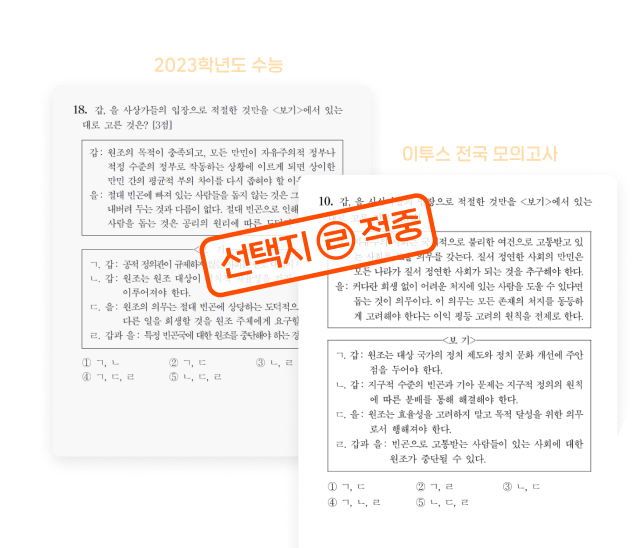 2023학년도 수능
18. 갑, 을 사상가들의 입장으로 적절한 것만을 <보기>에서 있는
대로 고른 것은? [3점]
갑: 원조의 목적이 충족되고, 모든 만민이 자유주의적 정부나
적정 수준의 정부로 작동하는 상황에 이르게 되면 상이한
만민 간의 평균적 부의 차이를 다시 좁혀야 할 이
을: 절대 빈곤에 빠져 있는 사람들을 돕지 않는 것은 그
내버려 두는 것과 다름이 없다. 절대 빈곤으로 인해
사람을 돕는 것은 공리의 원리에 따른 도덕
ㄱ. 갑: 공적 정의관이 규제하지
ㄴ. 갑: 원조는 원조 대상이
이루어져야 한다.
ㄷ. 을: 원조의 의무는 절대 빈곤에 상당하는 도덕적으
다른 일을 희생할 것을 원조 주체에게 요구
ㄹ. 갑과 을: 특정 빈곤국에 대한 원조를 중단해야 하는 경
① ㄱ, ㄴ ② ㄱ, ㄷ ③ ㄴ, ㄹ
④ ㄱ, ㄷ, ㄹ ⑤ ㄴ, ㄷ, ㄹ
선택지 ㄹ 적중
이투스 전국 모의고사
10. 갑, 을 장으로 적절한 것만을 <보기>에서 있는
적으로 불리한 여건으로 고통받고 있
의무를 갖는다. 질서 정연한 사회의 만민은
모든 나라가 질서 정연한 사회가 되는 것을 추구해야 한다.
을: 커다란 희생 없이 어려운 처지에 있는 사람을 도울 수 있다면
돕는 것이 의무이다. 이 의무는 모든 존재의 처지를 동등하
게 고려해야 한다는 이익 평등 고려의 원칙을 전제로 한다.
<보 기>
ㄱ. 갑: 원조는 대상 국가의 정치 제도와 정치 문화 개선에 주안
점을 두어야 한다.
ㄴ. 갑: 지구적 수준의 빈곤과 기아 문제는 지구적 정의의 원칙
에 따른 분배를 통해 해결해야 한다.
ㄷ. 을: 원조는 효율성을 고려하지 말고 목적 달성을 위한 의무
로서 행해져야 한다.
ㄹ. 갑과 을: 빈곤으로 고통받는 사람들이 있는 사회에 대한
원조가 중단될 수 있다.
① ㄱ, ㄷ ② ㄱ, ㄹ ③ ㄴ, ㄷ
④ ㄱ, ㄴ, ㄹ ⑤ ㄴ, ㄷ, ㄹ